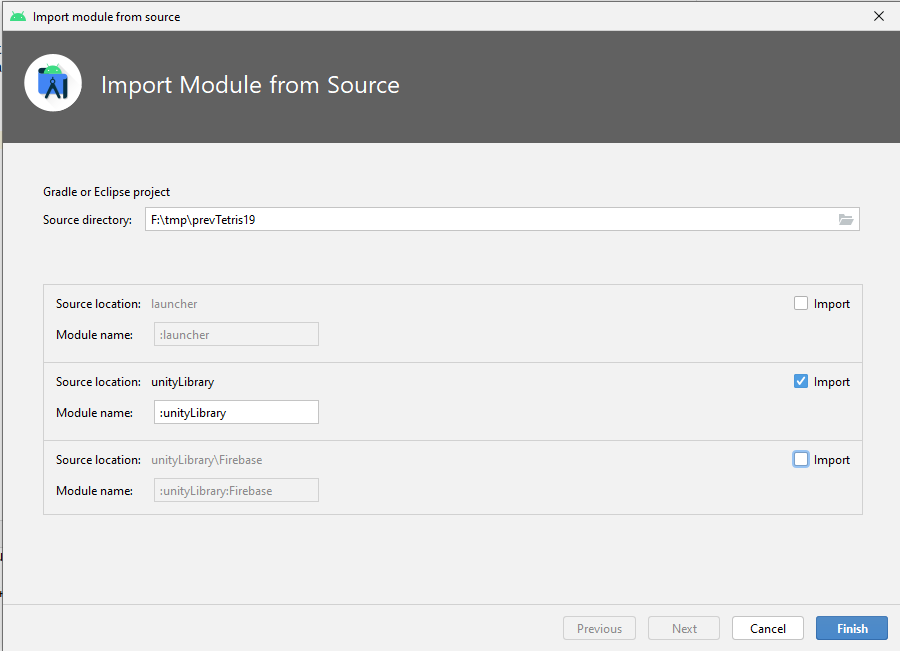 Import module from source
Import Module from Source
Gradle or Eclipse project
Source directory: F:\tmp\prevTetris19
Source location: launcher Import
Module name: :launcher
Source location: unityLibrary Import
Module name: :unityLibrary
Source location: unityLibrary\Firebase Import
Module name: :unityLibrary:Firebase
Previous Next Cancel Finish